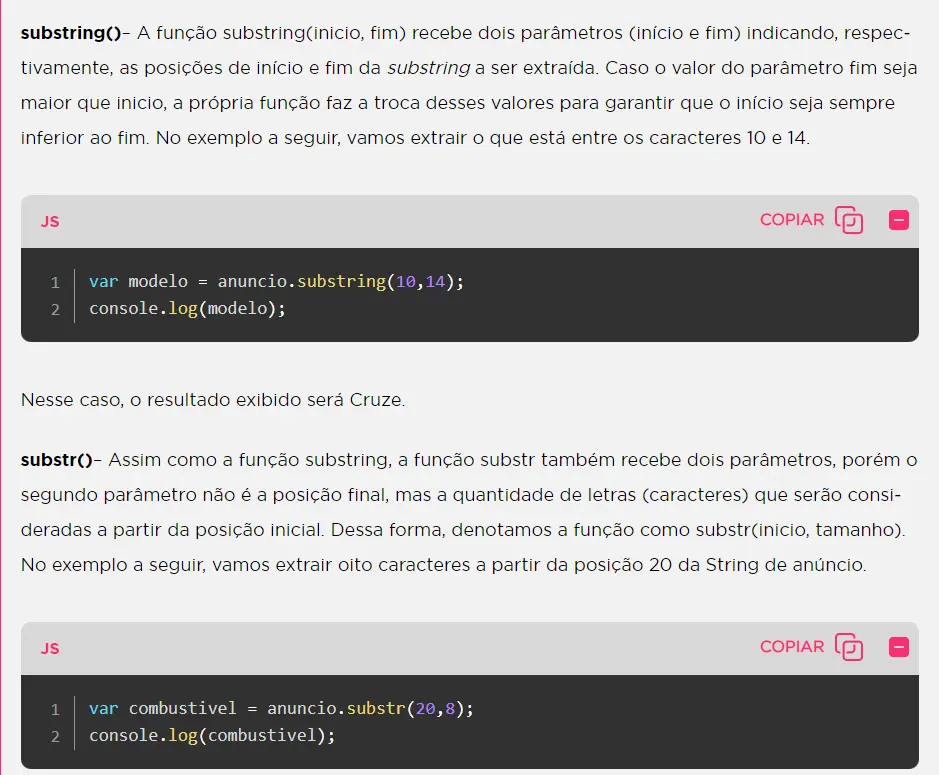 substring()– A função substring(inicio, fim) recebe dois parâmetros (início e fim) indicando, respec-
tivamente, as posições de início e fim da substring a ser extraída. Caso o valor do parâmetro fim seja
maior que inicio, a própria função faz a troca desses valores para garantir que o início seja sempre
inferior ao fim. No exemplo a seguir, vamos extrair o que está entre os caracteres 10 e 14.
JS COPIAR
1 var modelo = anuncio.substring(10,14);
2 console.log(modelo);
Nesse caso, o resultado exibido será Cruze.
substr()– Assim como a função substring, a função substr também recebe dois parâmetros, porém o
segundo parâmetro não é a posição final, mas a quantidade de letras (caracteres) que serão consi-
deradas a partir da posição inicial. Dessa forma, denotamos a função como substr(inicio, tamanho).
No exemplo a seguir, vamos extrair oito caracteres a partir da posição 20 da String de anúncio.
JS COPIAR
1 var combustivel = anuncio.substr(20,8);
2 console.log(combustivel);